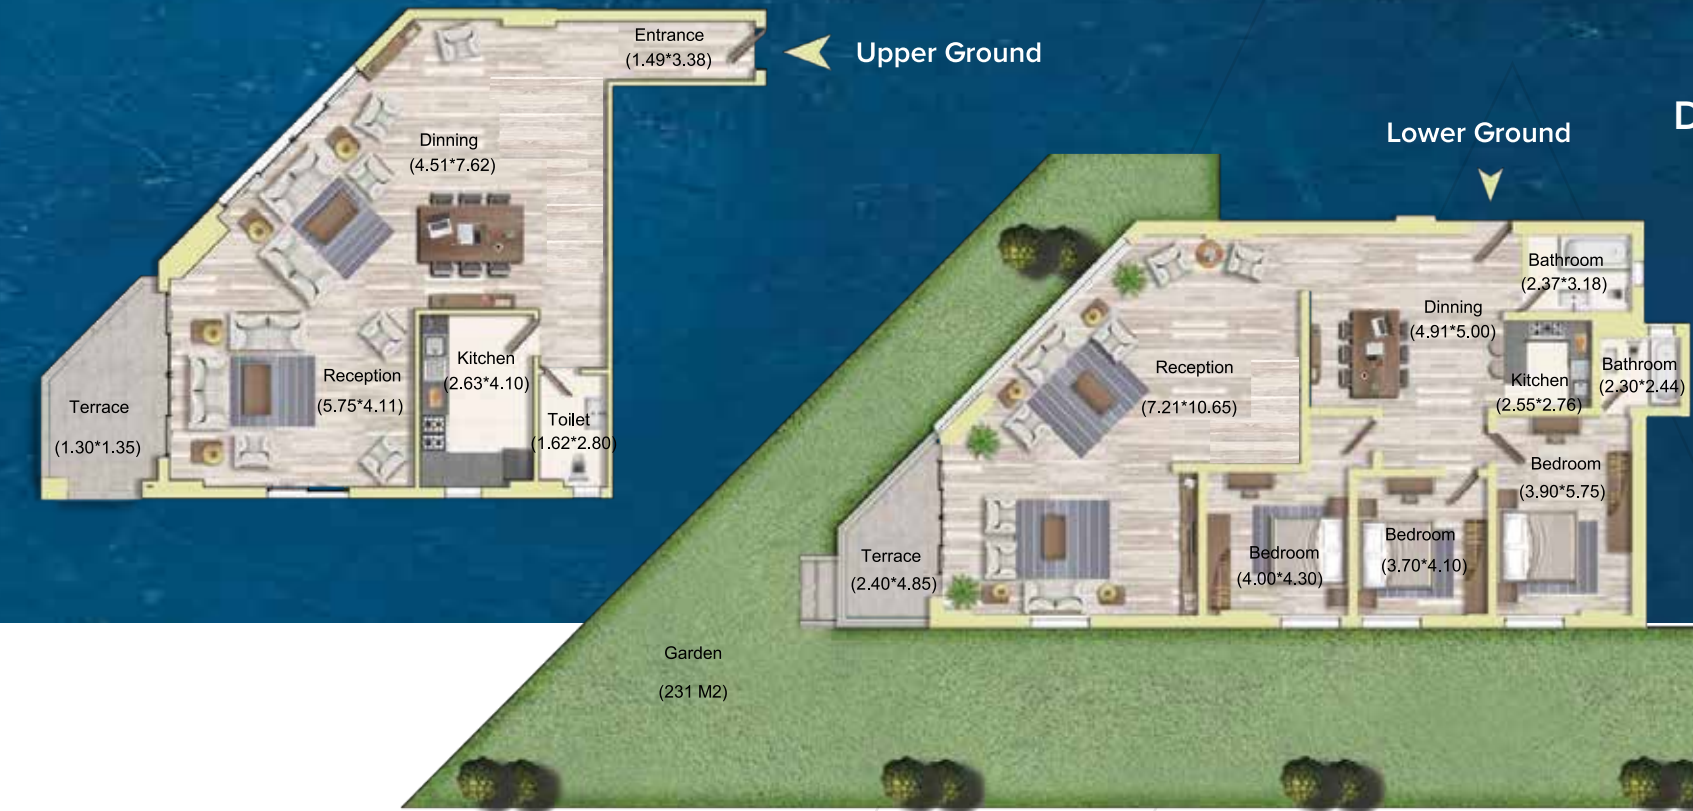 Entrance
(1.49*3.38)
Upper Ground
Dinning
(4.51*7.62)
Kitchen
(2.63*4.10)
Reception
(5.75*4.11)
Toilet
(1.62*2.80)
Terrace
(1.30*1.35)
Lower Ground
D
Bathroom
(2.37*3.18)
Dinning
(4.91*5.00)
Reception
(7.21*10.65)
Kitchen
(2.55*2.76)
Bathroom
(2.30*2.44)
Bedroom
(3.90*5.75)
Bedroom
(3.70*4.10)
Bedroom
(4.00*4.30)
Terrace
(2.40*4.85)
Garden
(231 M2)